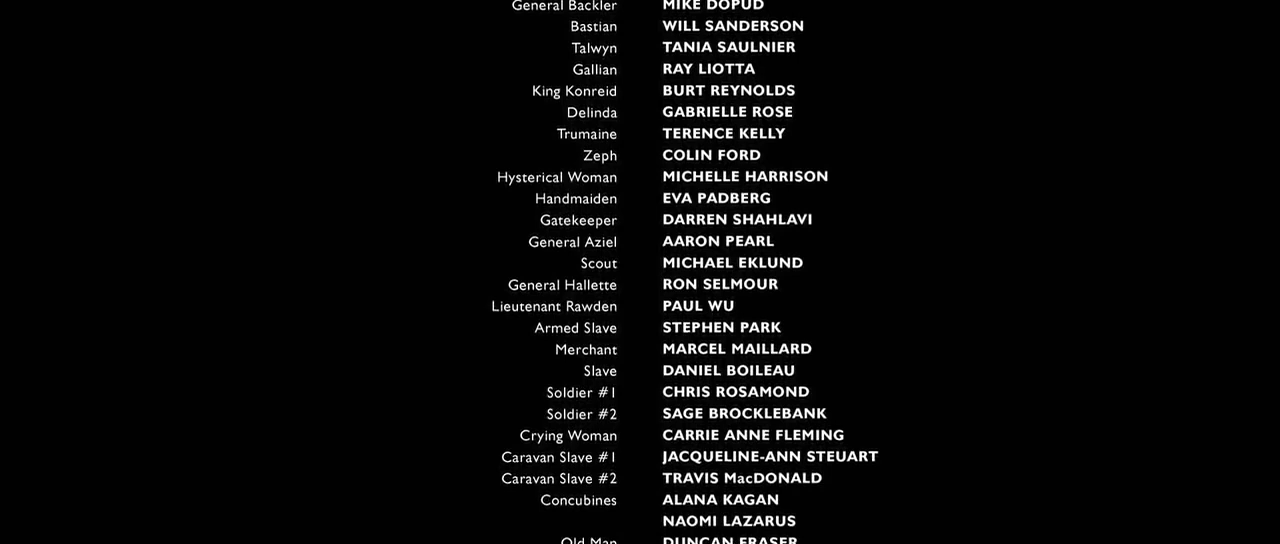 General Backler MIKE DOPUD
Bastian WILL SANDERSON
Talwyn TANIA SAULNIER
Gallian RAY LIOTTA
King Konreid BURT REYNOLDS
Delinda GABRIELLE ROSE
Trumaine TERENCE KELLY
Zeph COLIN FORD
Hysterical Woman MICHELLE HARRISON
Handmaiden EVA PADBERG
Gatekeeper DARREN SHAHLAVI
General Aziel AARON PEARL
Scout MICHAEL EKLUND
General Hallette RON SELMOUR
Lieutenant Rawden PAUL WU
Armed Slave STEPHEN PARK
Merchant MARCEL MAILLARD
Slave DANIEL BOILEAU
Soldier #1 CHRIS ROSAMOND
Soldier #2 SAGE BROCKLEBANK
Crying Woman CARRIE ANNE FLEMING
Caravan Slave #1 JACQUELINE-ANN STEUART
Caravan Slave #2 TRAVIS MacDONALD
Concubines ALANA KAGAN
NAOMI LAZARUS
Old Man DUNCAN FRASER